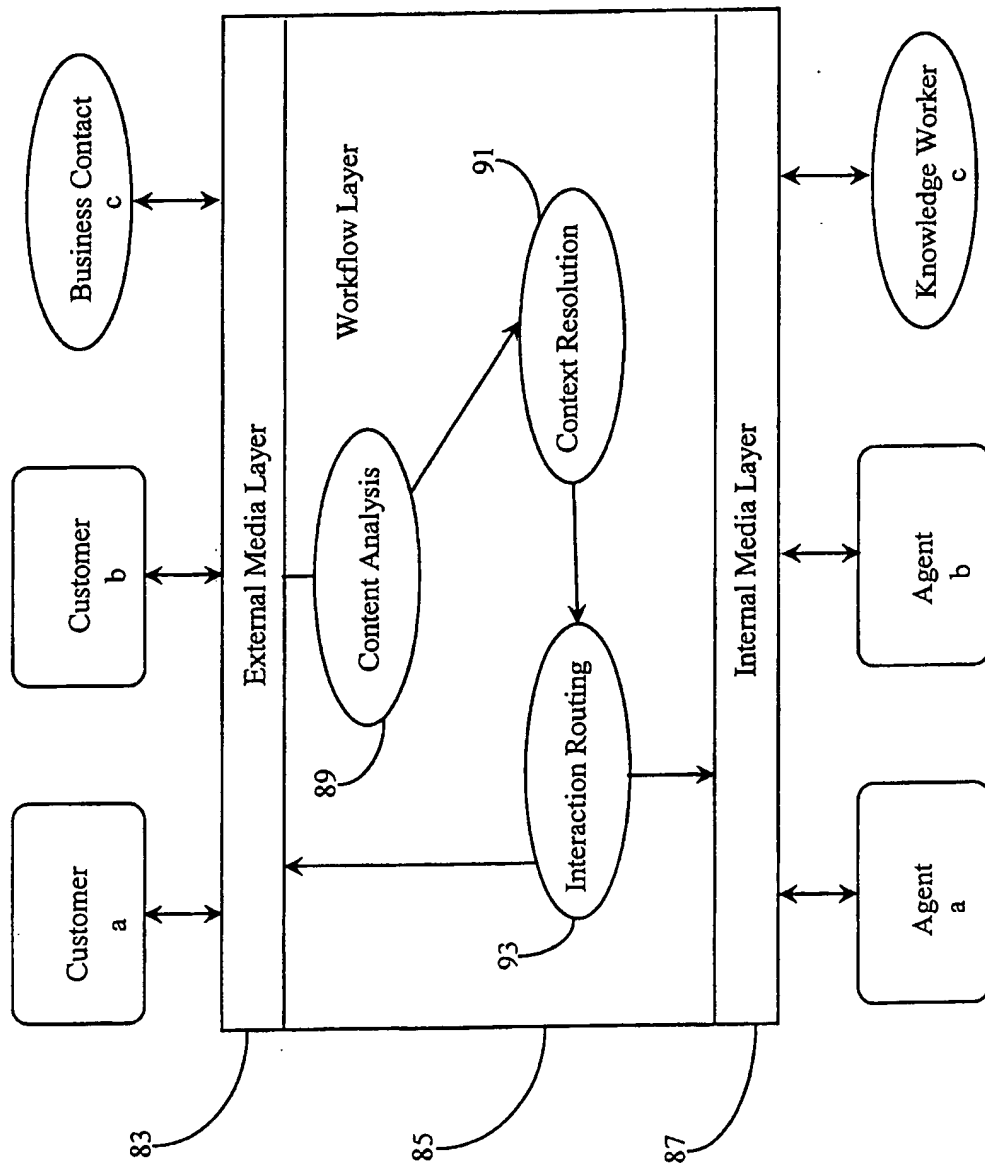 Customer
a
Customer
b
Business Contact
c
83
External Media Layer
Workflow Layer
Content Analysis
89
91
Context Resolution
85
Interaction Routing
93
87
Internal Media Layer
Agent
a
Agent
b
Knowledge Worker
c